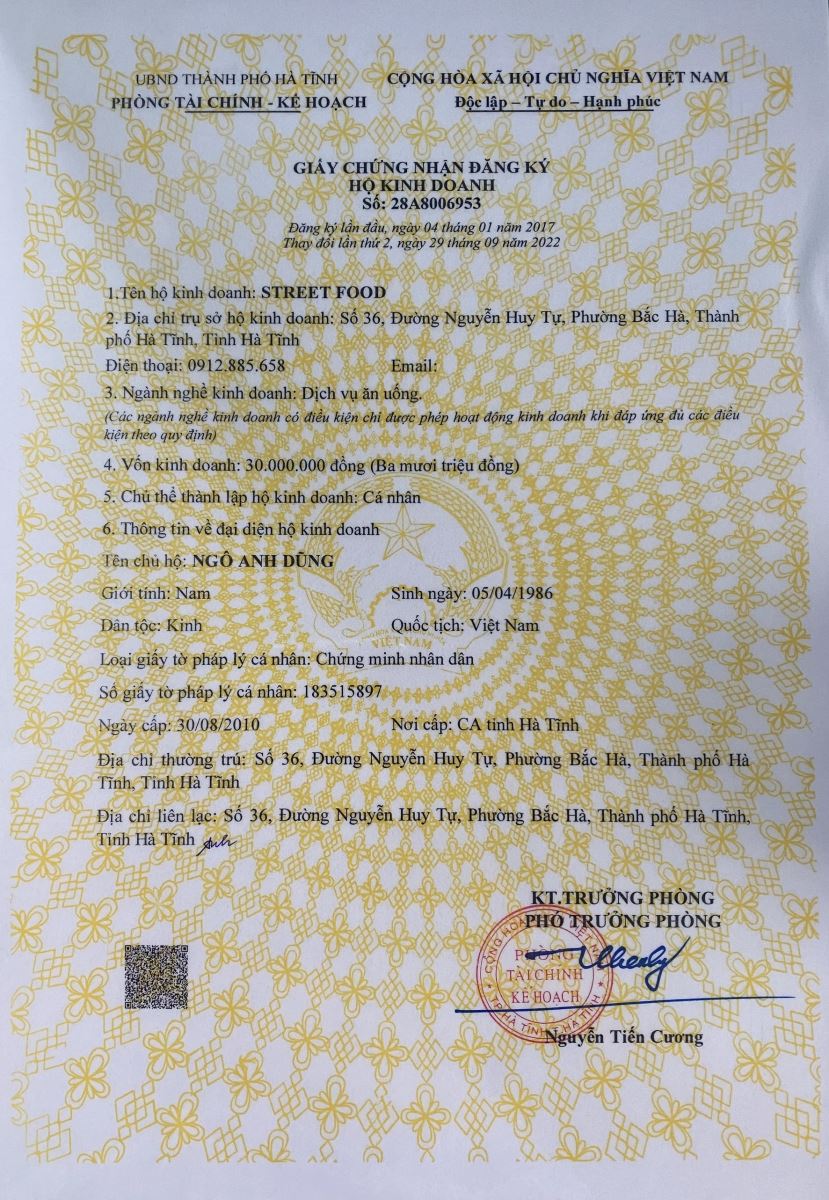 UBND THÀNH PHỐ HÀ TĨNH
PHÒNG TÀI CHÍNH - KẾ HOẠCH
CỘNG HÒA XÃ HỘI CHỦ NGHĨA VIỆT NAM
Độc lập – Tự do – Hạnh phúc
GIẤY CHỨNG NHẬN ĐĂNG KÝ
HỘ KINH DOANH
Số: 28A8006953
Đăng ký lần đầu, ngày 04 tháng 01 năm 2017
Thay đổi lần thứ 2, ngày 29 tháng 09 năm 2022
1.Tên hộ kinh doanh: STREET FOOD
2. Địa chỉ trụ sở hộ kinh doanh: Số 36, Đường Nguyễn Huy Tự, Phường Bắc Hà, Thành
phố Hà Tĩnh, Tỉnh Hà Tĩnh
Điện thoại: 0912.885.658 Email:
3. Ngành nghề kinh doanh: Dịch vụ ăn uống.
(Các ngành nghề kinh doanh có điều kiện chỉ được phép hoạt động kinh doanh khi đáp ứng đủ các điều
kiện theo quy định)
4. Vốn kinh doanh: 30.000.000 đồng (Ba mươi triệu đồng)
5. Chủ thể thành lập hộ kinh doanh: Cá nhân
6. Thông tin về đại diện hộ kinh doanh
Tên chủ hộ: NGÔ ANH DŨNG
Giới tính: Nam Sinh ngày: 05/04/1986
Dân tộc: Kinh Quốc tịch: Việt Nam
VIỆT NAM
Loại giấy tờ pháp lý cá nhân: Chứng minh nhân dân
Số giấy tờ pháp lý cá nhân: 183515897
Ngày cấp: 30/08/2010 Nơi cấp: CA tỉnh Hà Tĩnh
Địa chỉ thường trú: Số 36, Đường Nguyễn Huy Tự, Phường Bắc Hà, Thành phố Hà
Tĩnh, Tỉnh Hà Tĩnh
Địa chỉ liên lạc: Số 36, Đường Nguyễn Huy Tự, Phường Bắc Hà, Thành phố Hà Tĩnh,
Tỉnh Hà Tĩnh
KT.TRƯỞNG PHÒNG
PHÓ TRƯỞNG PHÒNG
PHÒNG
TÀI CHÍNH
KẾ HOẠCH
TP.HÀ TĨNH T.HÀ TĨNH
Nguyễn Tiến Cương